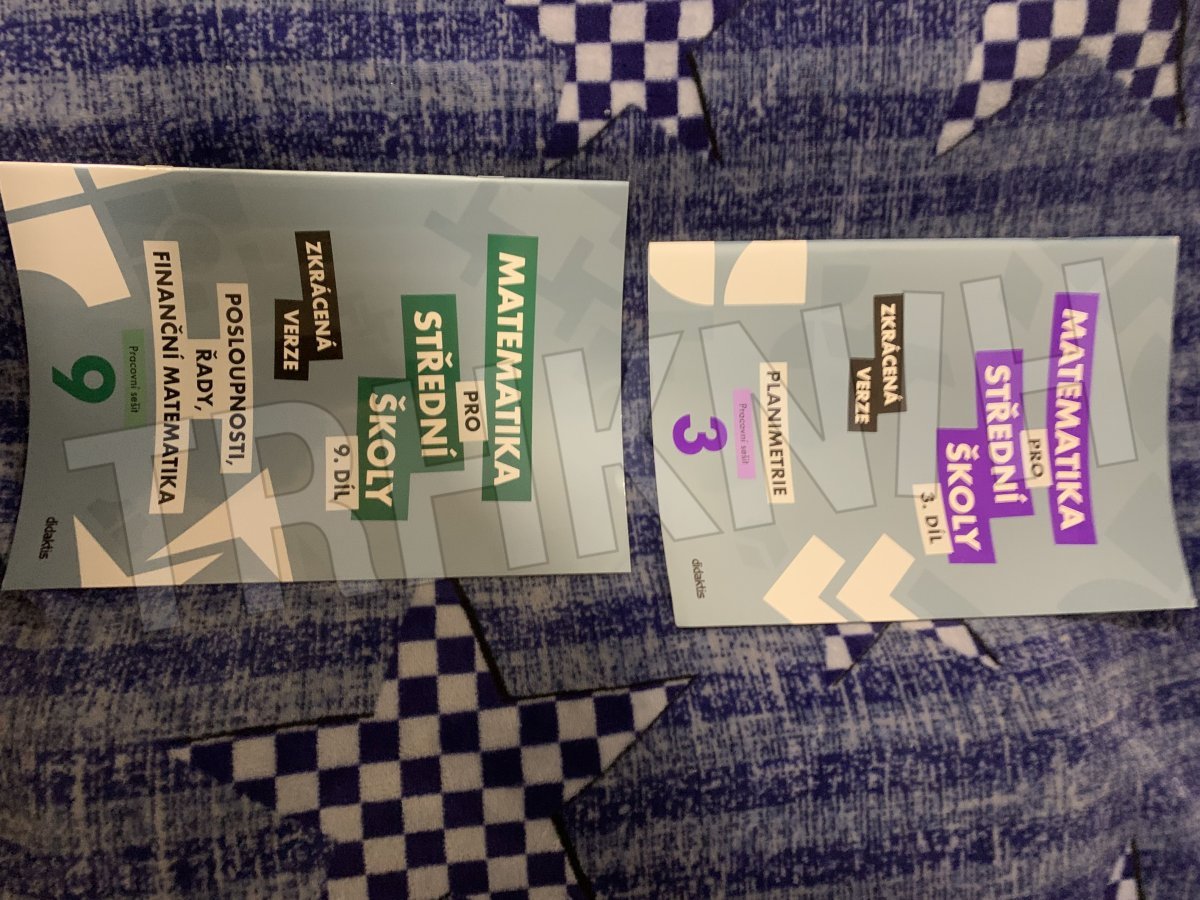 MATEMATIKA
PRO
STŘEDNÍ
ŠKOLY
9. DÍL
ZKRÁCENÁ
VERZE
POSLOUPNOSTI,
ŘADY,
FINANČNÍ MATEMATIKA
Pracovní sešit
9
didaktis
MATEMATIKA
PRO
STŘEDNÍ
ŠKOLY
3. DÍL
ZKRÁCENÁ
VERZE
PLANIMETRIE
Pracovní sešit
3
didaktis
TRHKNIH